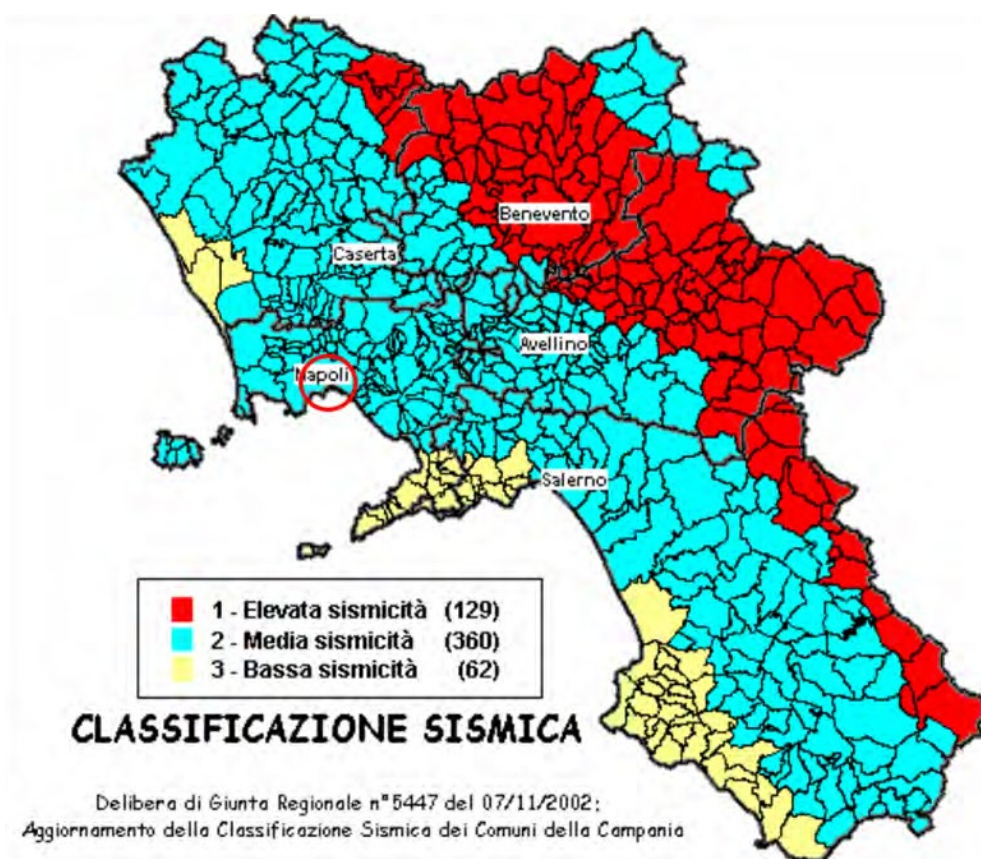 Benevento
Caserta
Avellino
Napoli
Salerno
1 - Elevata sismicità (129)
2 - Media sismicità (360)
3 - Bassa sismicità (62)
CLASSIFICAZIONE SISMICA
Delibera di Giunta Regionale n°5447 del 07/11/2002;
Aggiornamento della Classificazione Sismica dei Comuni della Campania